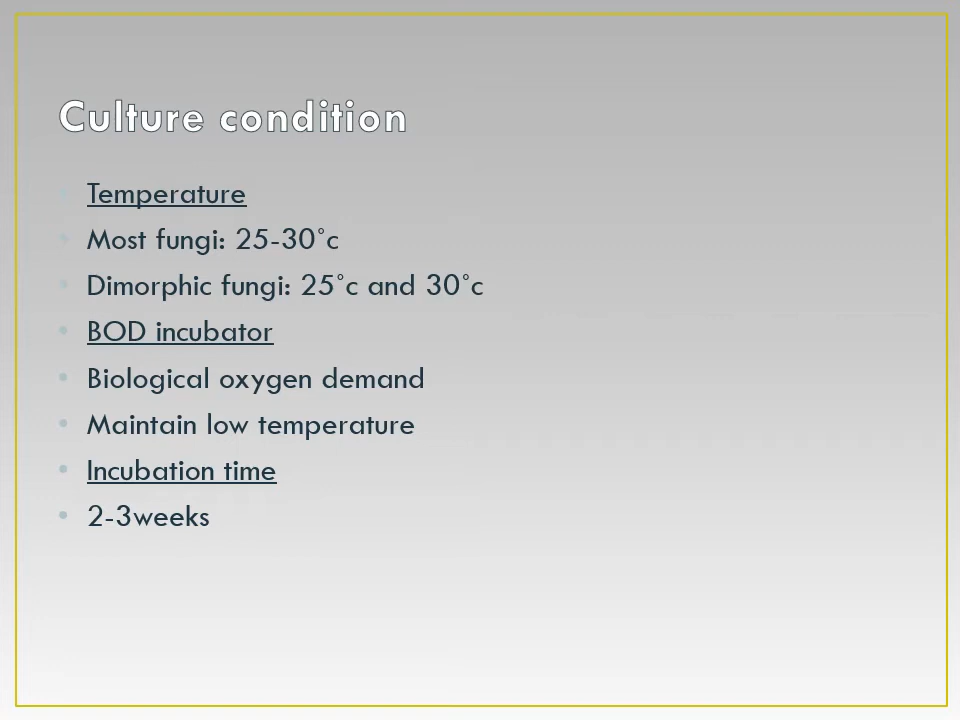 Culture condition
Temperature
Most fungi: 25-30˚c
Dimorphic fungi: 25˚c and 30˚c
BOD incubator
Biological oxygen demand
Maintain low temperature
Incubation time
2-3weeks